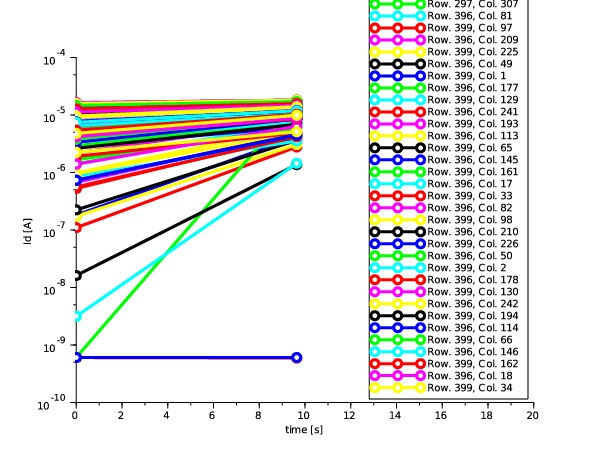 Row. 297, Col. 307
Row. 396, Col. 81
Row. 399, Col. 97
Row. 396, Col. 209
Row. 399, Col. 225
Row. 396, Col. 49
Row. 399, Col. 1
Row. 396, Col. 177
Row. 399, Col. 129
Row. 396, Col. 241
Row. 399, Col. 193
Row. 396, Col. 113
Row. 399, Col. 65
Row. 396, Col. 145
Row. 399, Col. 161
Row. 396, Col. 17
Row. 399, Col. 33
Row. 396, Col. 82
Row. 399, Col. 98
Row. 396, Col. 210
Row. 399, Col. 226
Row. 396, Col. 50
Row. 399, Col. 2
Row. 396, Col. 178
Row. 399, Col. 130
Row. 396, Col. 242
Row. 399, Col. 194
Row. 396, Col. 114
Row. 399, Col. 66
Row. 396, Col. 146
Row. 399, Col. 162
Row. 396, Col. 18
Row. 399, Col. 34
10⁻⁴
10⁻⁵
10⁻⁶
10⁻⁷
10⁻⁸
10⁻⁹
10⁻¹⁰
Id [A]
0 2 4 6 8 10 12 14 16 18 20
time [s]